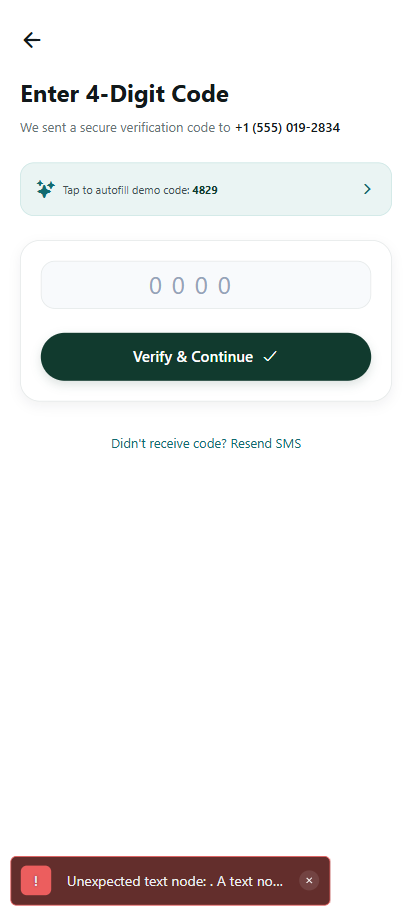 Enter 4-Digit Code
We sent a secure verification code to +1 (555) 019-2834
Tap to autofill demo code: 4829
0 0 0 0
Verify & Continue
Didn't receive code? Resend SMS
! Unexpected text node: . A text no...